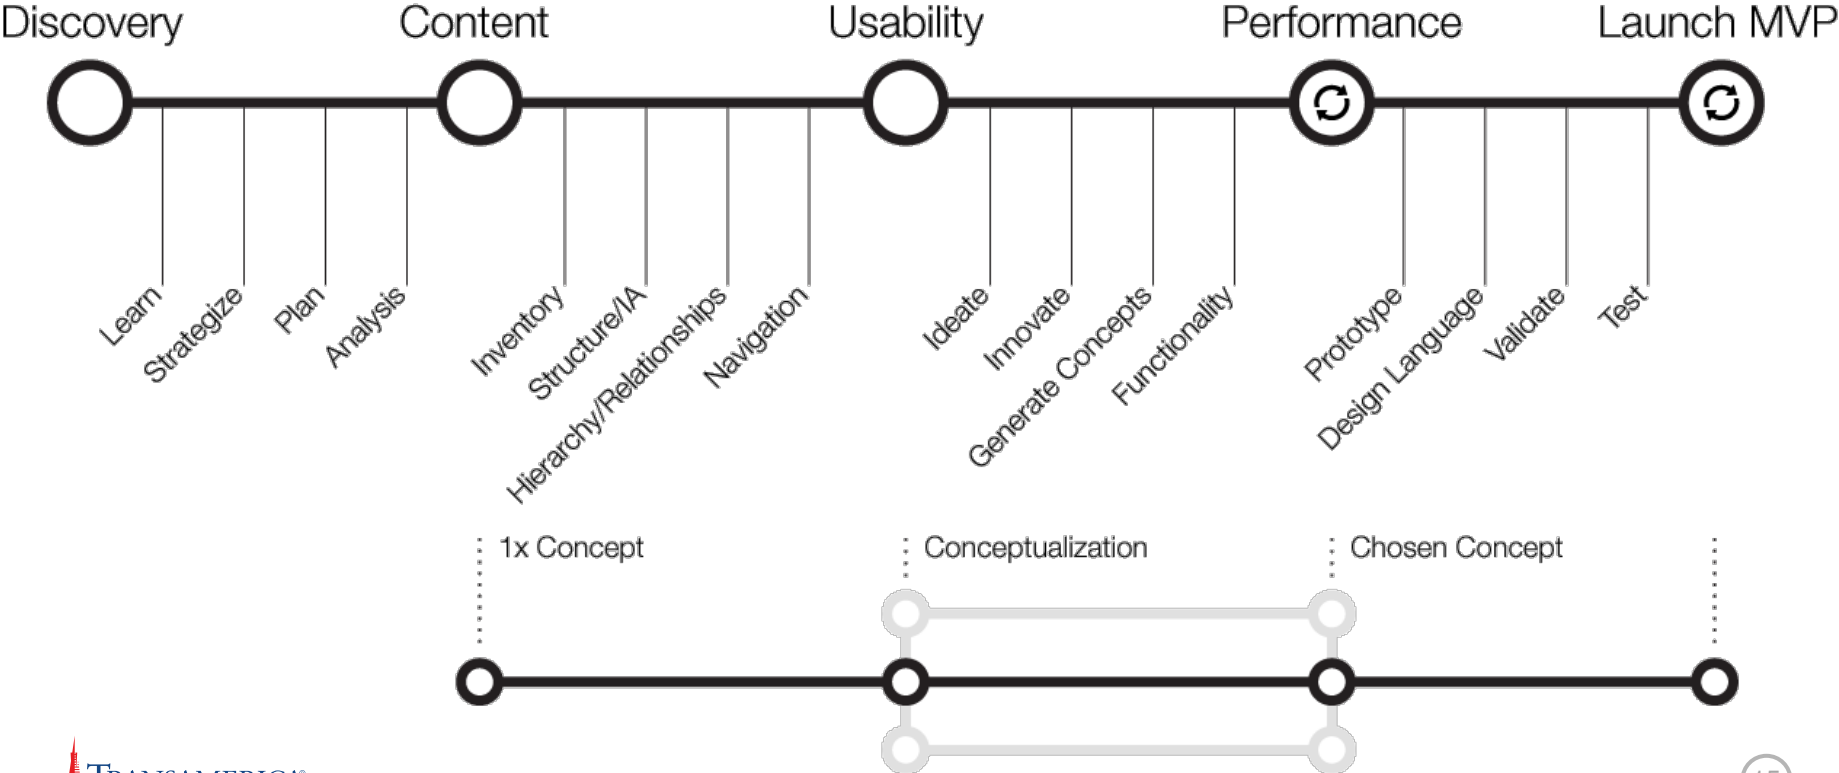 Discovery
Content
Usability
Performance
Launch MVP
Learn
Strategize
Plan
Analysis
Inventory
Structure/IA
Hierarchy/Relationships
Navigation
Ideate
Innovate
Generate Concepts
Functionality
Prototype
Design Language
Validate
Test
1x Concept
Conceptualization
Chosen Concept
TRANSAMERICA®